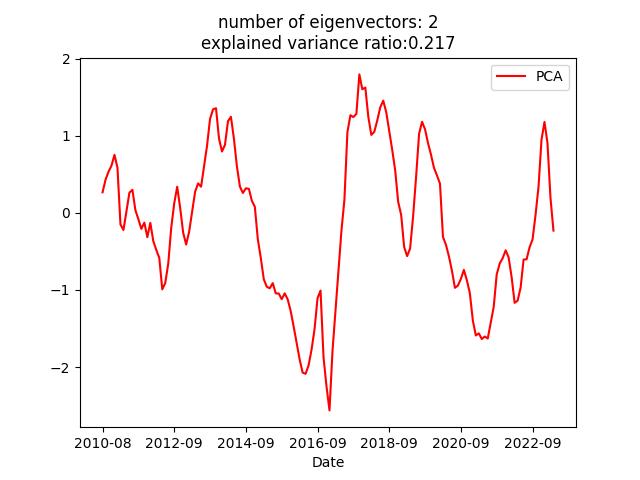 number of eigenvectors: 2
explained variance ratio:0.217
PCA
2
1
0
−1
−2
2010-08 2012-09 2014-09 2016-09 2018-09 2020-09 2022-09
Date